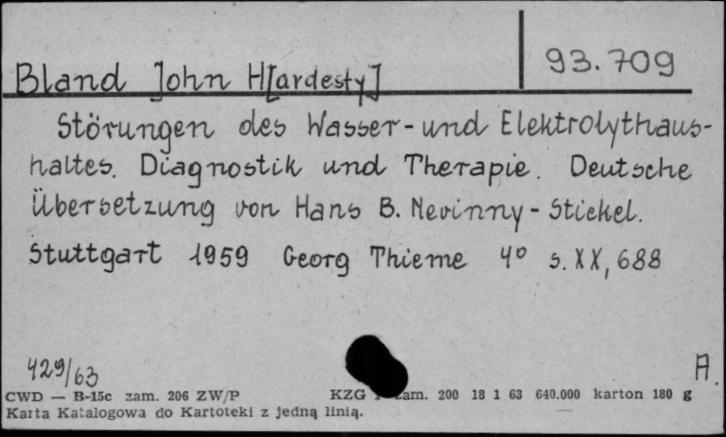 93.709
Bland John H[ardesty]
Störungen des Wasser-und Elektrolythaus-
haltes. Diagnostik und Therapie. Deutsche
Übersetzung von Hans B. Nevinny-Stickel.
Stuttgart 1959 Georg Thieme 4° s. XX, 688
429/63
A.
CWD — B-15c zam. 206 ZW/P KZG zam. 200 18 1 63 640.000 karton 180 g
Karta Katalogowa do Kartoteki z jedną linią.